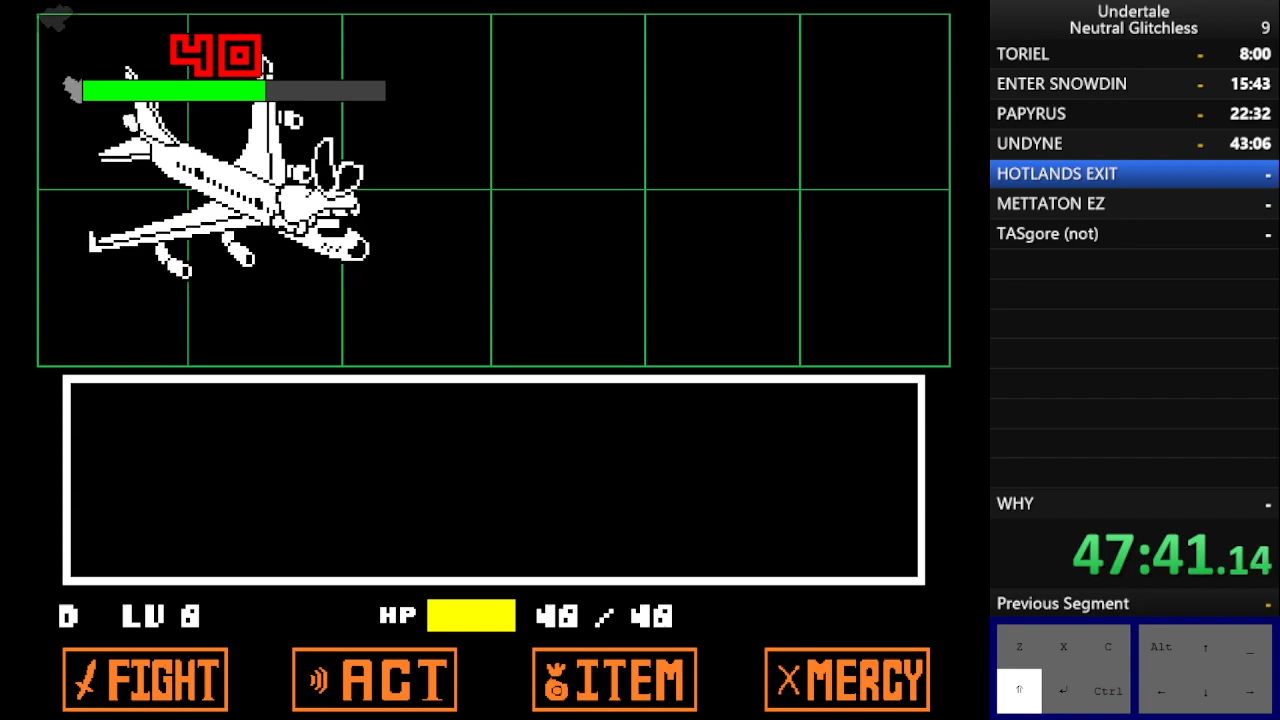 40
D LV 8 HP 48 / 48
FIGHT ACT ITEM MERCY
Undertale
Neutral Glitchless 9
TORIEL - 8:00
ENTER SNOWDIN - 15:43
PAPYRUS - 22:32
UNDYNE - 43:06
HOTLANDS EXIT -
METTATON EZ -
TASgore (not) -
WHY -
47:41.14
Previous Segment -
Z X C Alt ↑ _
⇧ ↵ Ctrl ← ↓ →